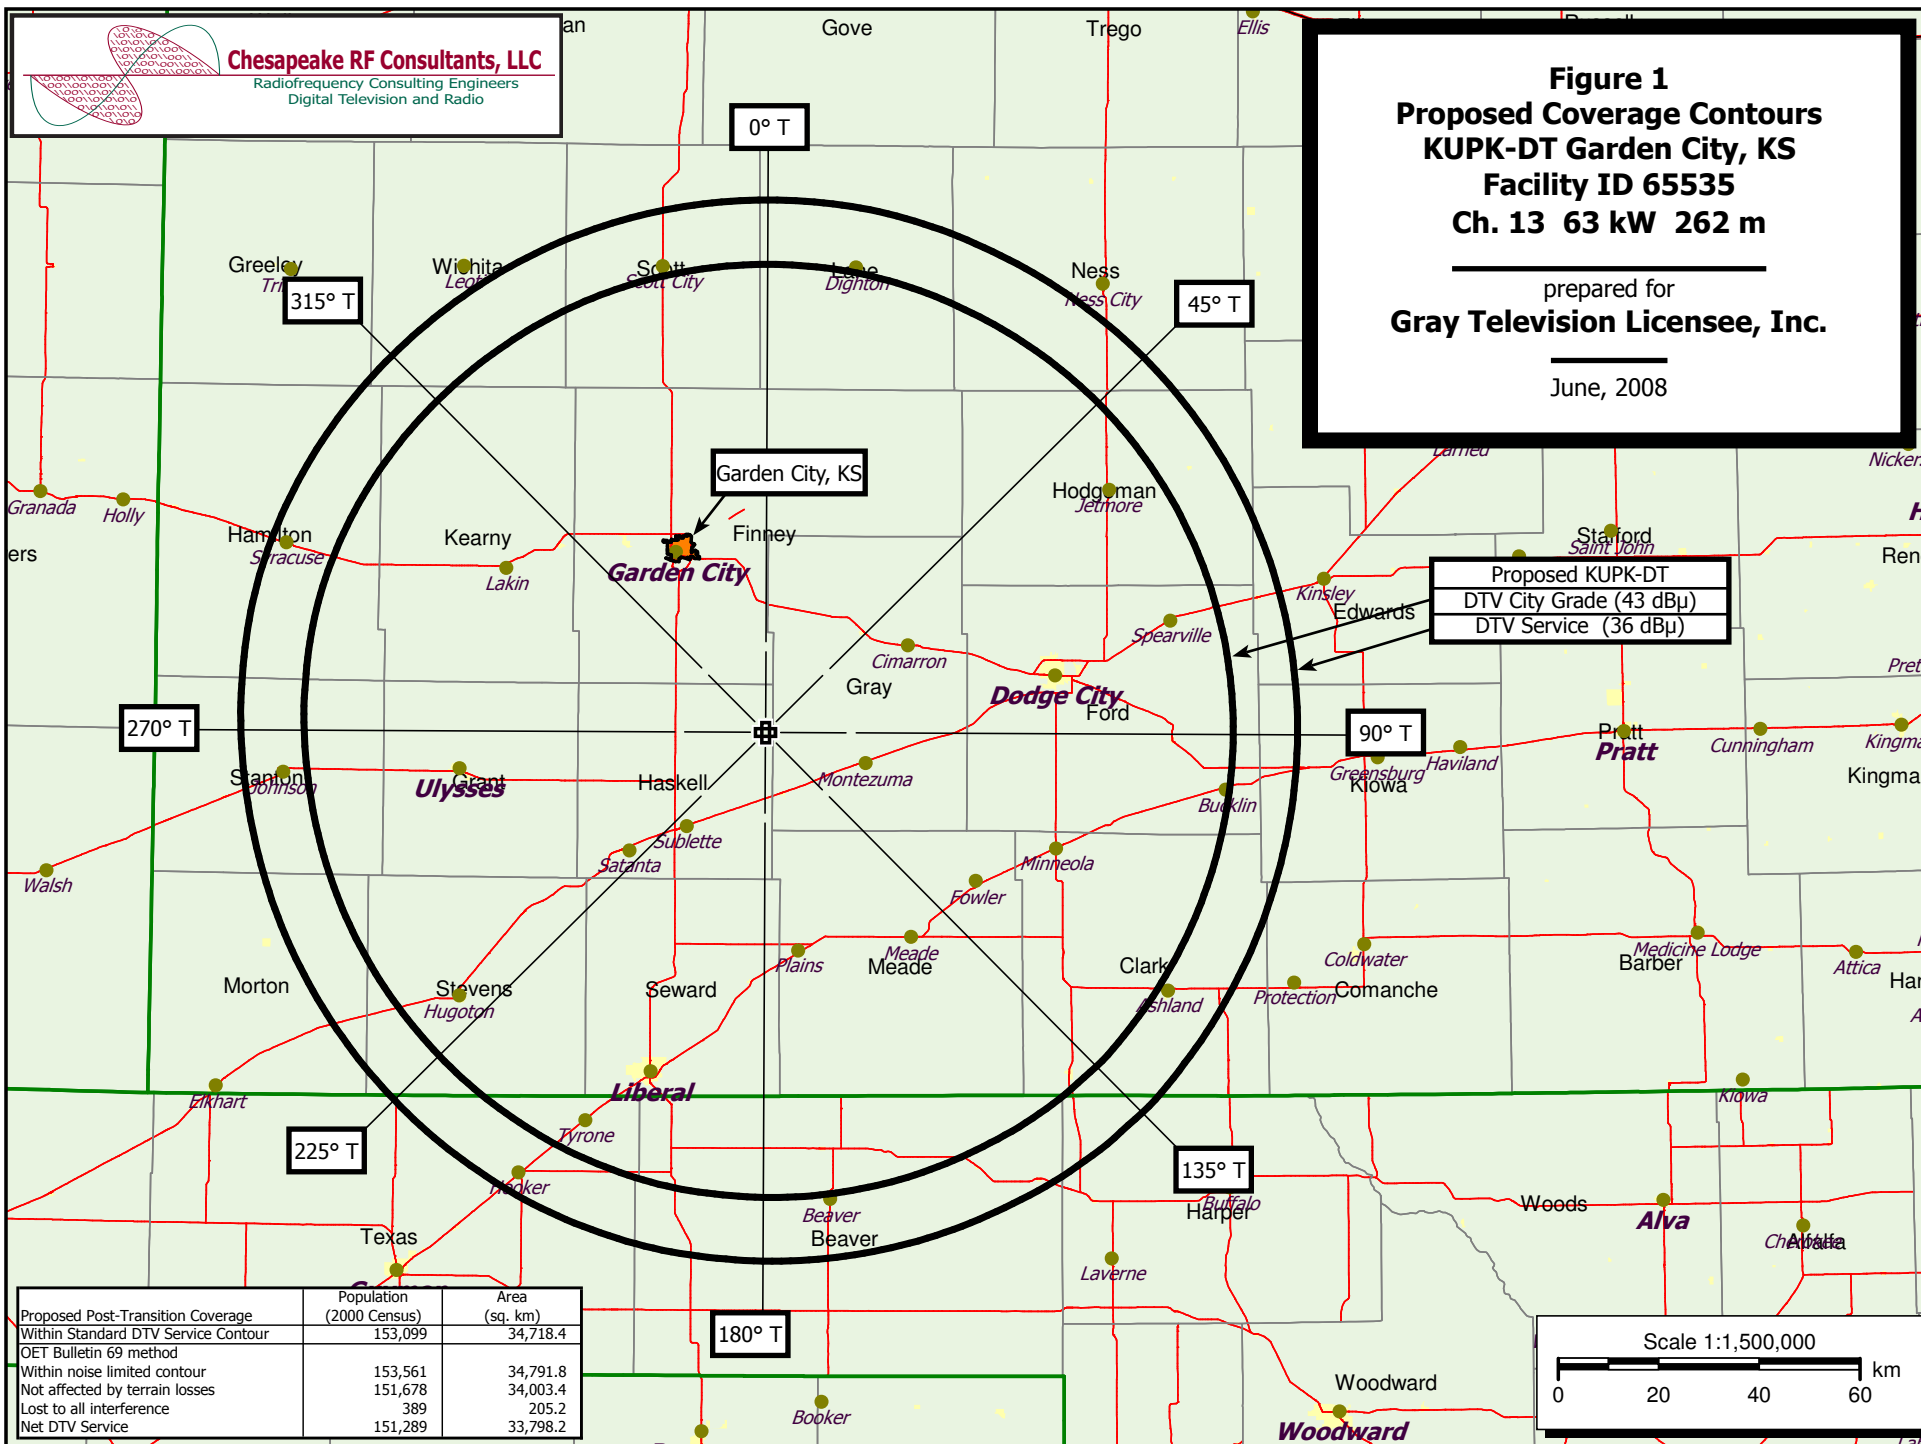 Chesapeake RF Consultants, LLC
Radiofrequency Consulting Engineers
Digital Television and Radio
Figure 1
Proposed Coverage Contours
KUPK-DT Garden City, KS
Facility ID 65535
Ch. 13  63 kW  262 m
prepared for
Gray Television Licensee, Inc.
June, 2008
an
Gove
Trego
Ellis
0° T
Greeley
Wichita
Scott
Scott City
Lane
Dighton
Ness
Ness City
315° T
45° T
Garden City, KS
Larned
Granada
Holly
Hamilton
Syracuse
Kearny
Lakin
Finney
Garden City
Hodgeman
Jetmore
Stafford
Saint John
ers
Kinsley
Edwards
Proposed KUPK-DT
DTV City Grade (43 dBµ)
DTV Service  (36 dBµ)
Spearville
Cimarron
Gray
Dodge City
Ford
270° T
90° T
Pratt
Pratt
Cunningham
Stanton
Johnson
Grant
Ulysses
Haskell
Montezuma
Greensburg
Haviland
Kiowa
Bucklin
Sublette
Satanta
Minneola
Walsh
Fowler
Plains
Meade
Meade
Clark
Ashland
Coldwater
Protection
Comanche
Medicine Lodge
Barber
Attica
Morton
Stevens
Hugoton
Seward
Elkhart
Liberal
Kiowa
Tyrone
225° T
135° T
Hooker
Beaver
Beaver
Buffalo
Harper
Woods
Alva
Cherokee
Alfalfa
Texas
Laverne
180° T
Booker
Woodward
Woodward
Proposed Post-Transition Coverage  Population (2000 Census)  Area (sq. km)
Within Standard DTV Service Contour  153,099  34,718.4
OET Bulletin 69 method
Within noise limited contour  153,561  34,791.8
Not affected by terrain losses  151,678  34,003.4
Lost to all interference  389  205.2
Net DTV Service  151,289  33,798.2
Scale 1:1,500,000
km
0  20  40  60